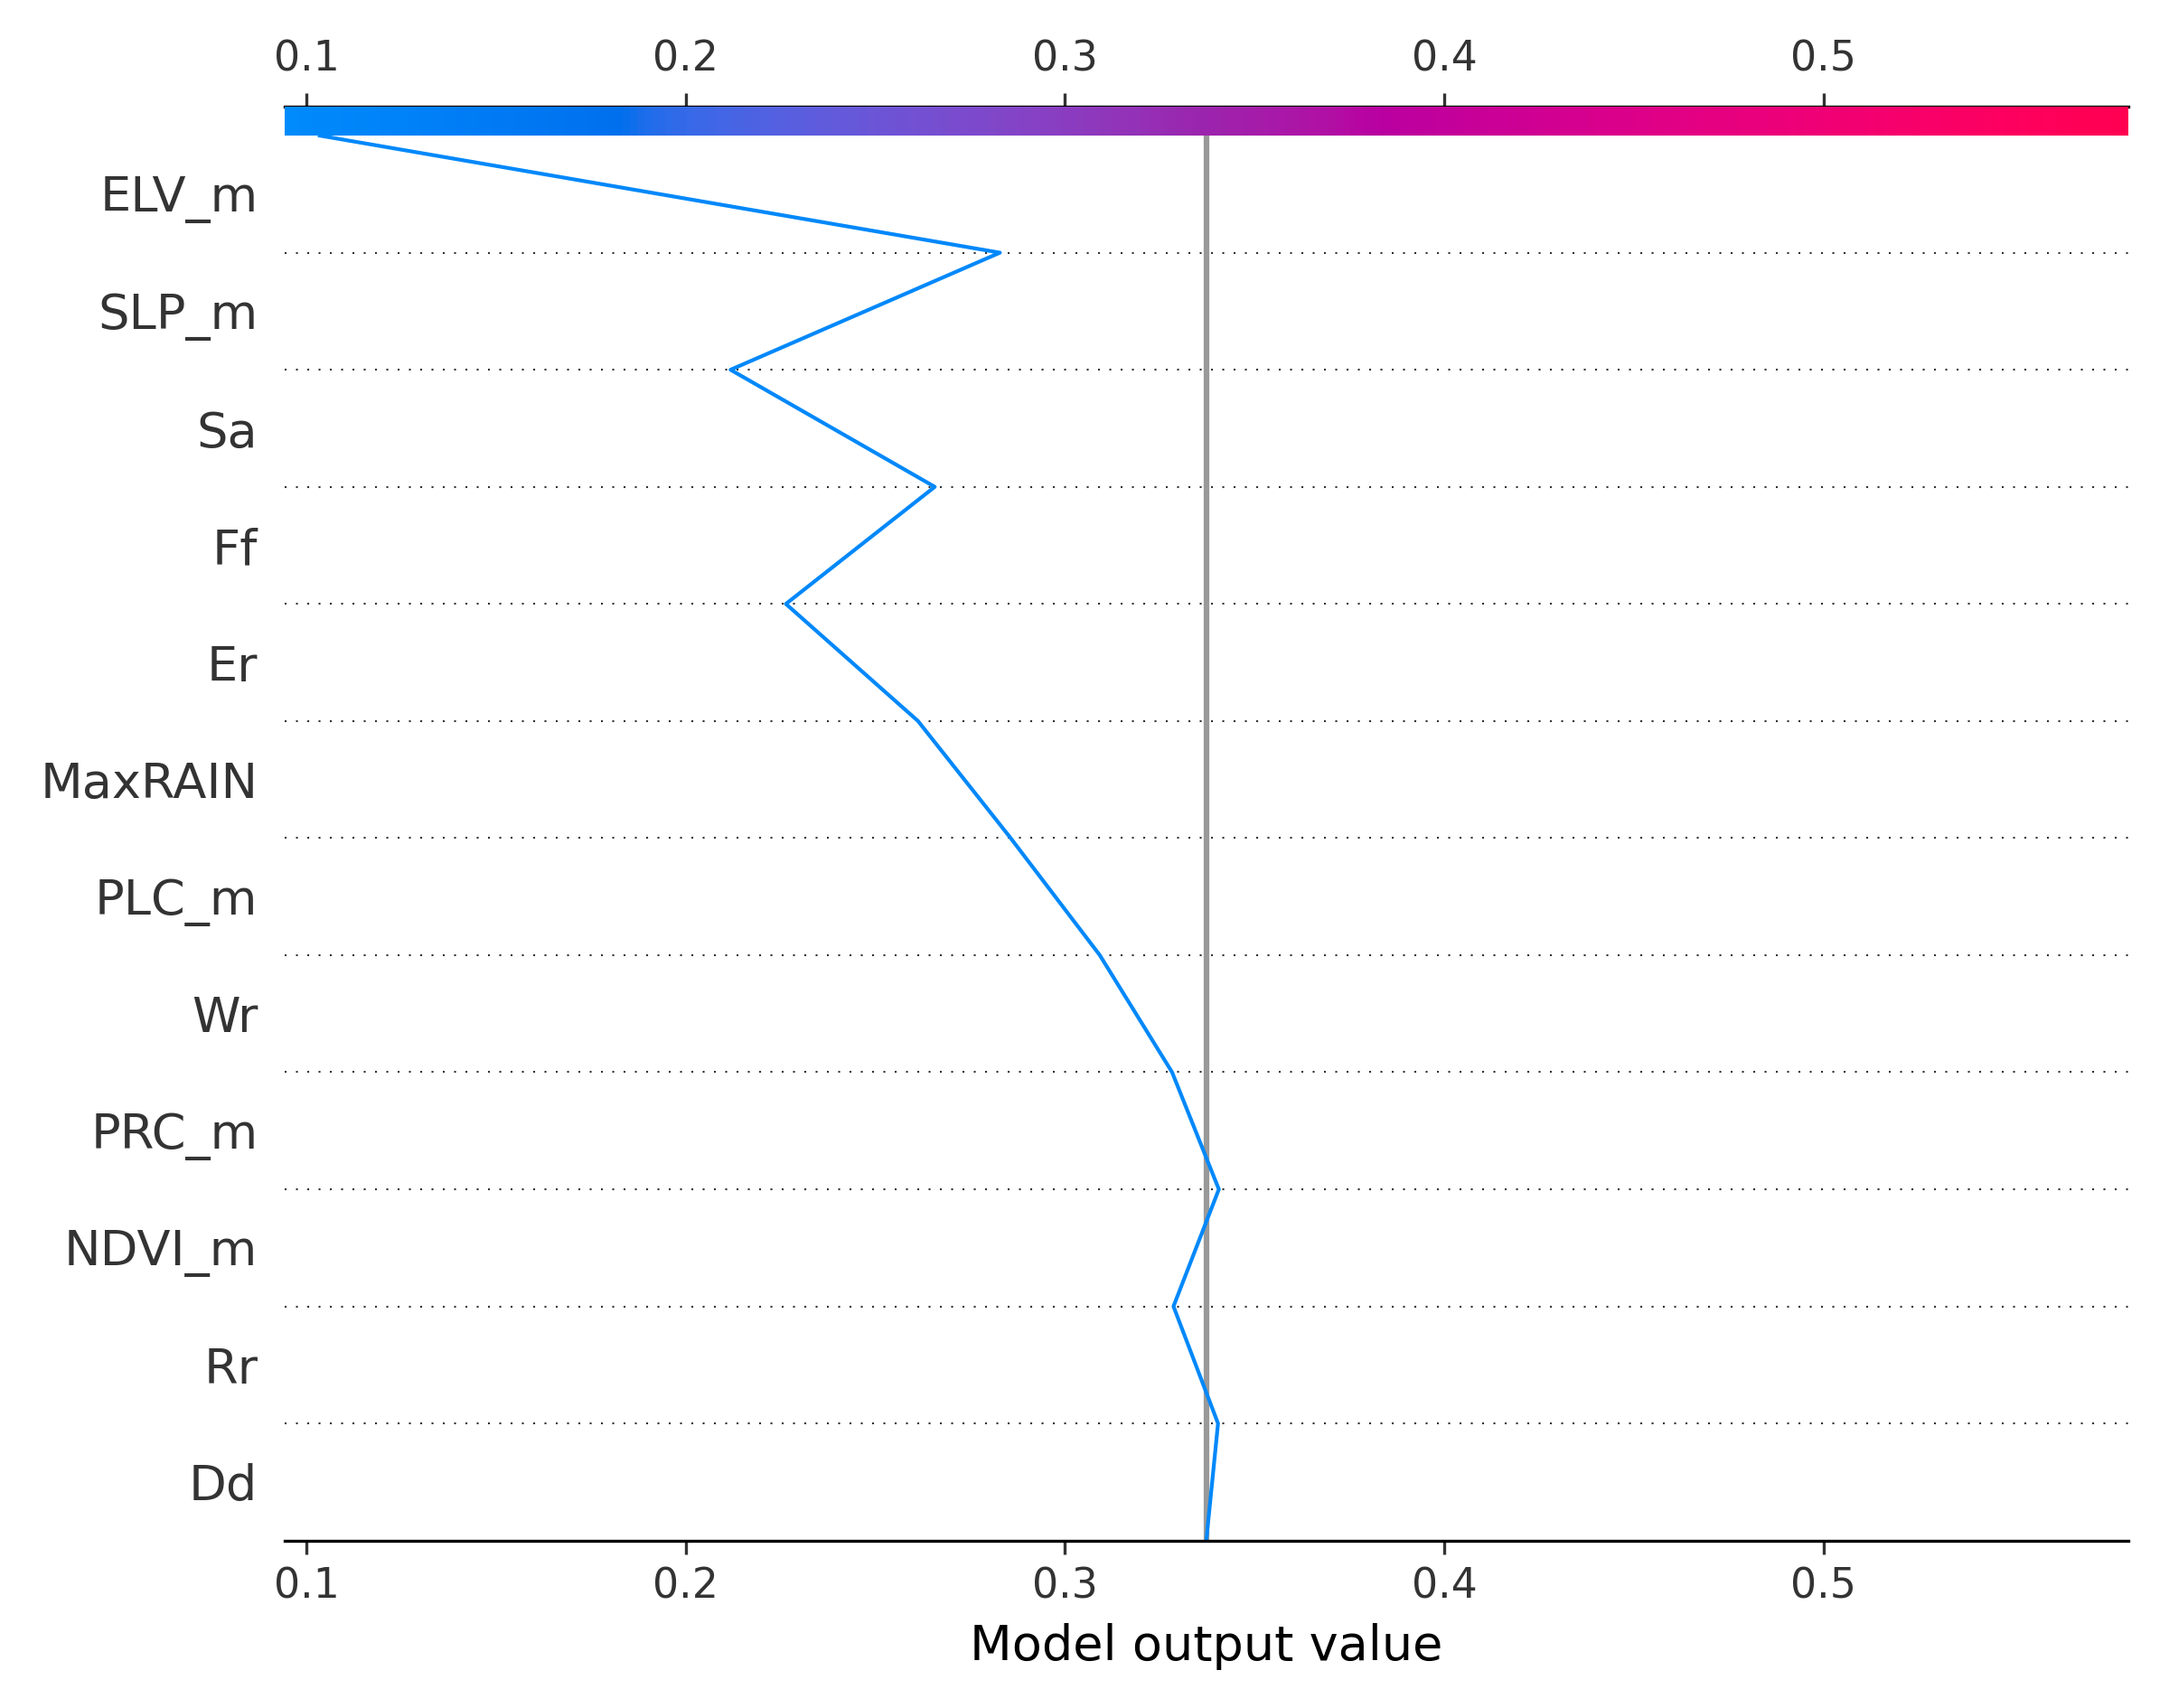 0.1 0.2 0.3 0.4 0.5
ELV_m
SLP_m
Sa
Ff
Er
MaxRAIN
PLC_m
Wr
PRC_m
NDVI_m
Rr
Dd
0.1 0.2 0.3 0.4 0.5
Model output value